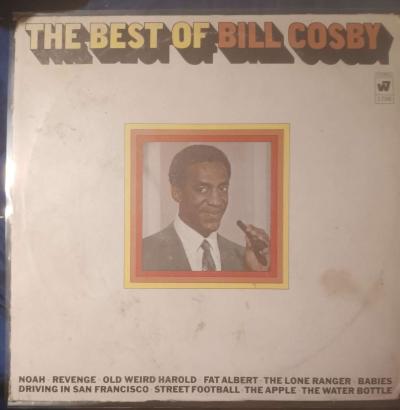 THE BEST OF BILL COSBY
W7
NOAH · REVENGE · OLD WEIRD HAROLD · FAT ALBERT · THE LONE RANGER · BABIES
DRIVING IN SAN FRANCISCO · STREET FOOTBALL · THE APPLE · THE WATER BOTTLE